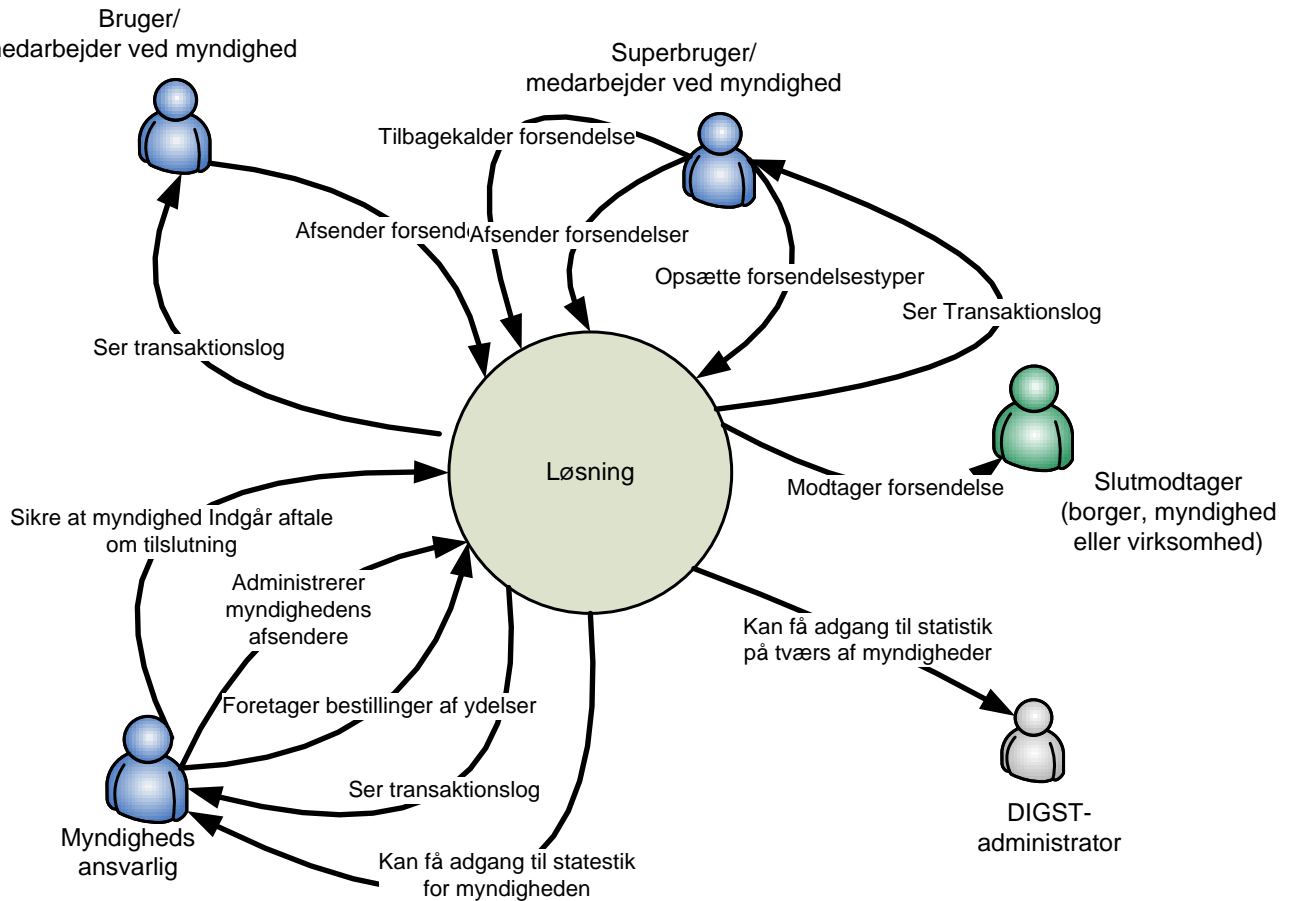 Bruger/
medarbejder ved myndighed
Superbruger/
medarbejder ved myndighed
Tilbagekalder forsendelse
Afsender forsende
Afsender forsendelser
Opsætte forsendelsestyper
Ser Transaktionslog
Ser transaktionslog
Løsning
Modtager forsendelse
Slutmodtager
(borger, myndighed
eller virksomhed)
Sikre at myndighed Indgår aftale
om tilslutning
Administrerer
myndighedens
afsendere
Kan få adgang til statistik
på tværs af myndigheder
Foretager bestillinger af ydelser
Ser transaktionslog
DIGST-
administrator
Myndigheds
ansvarlig
Kan få adgang til statestik
for myndigheden